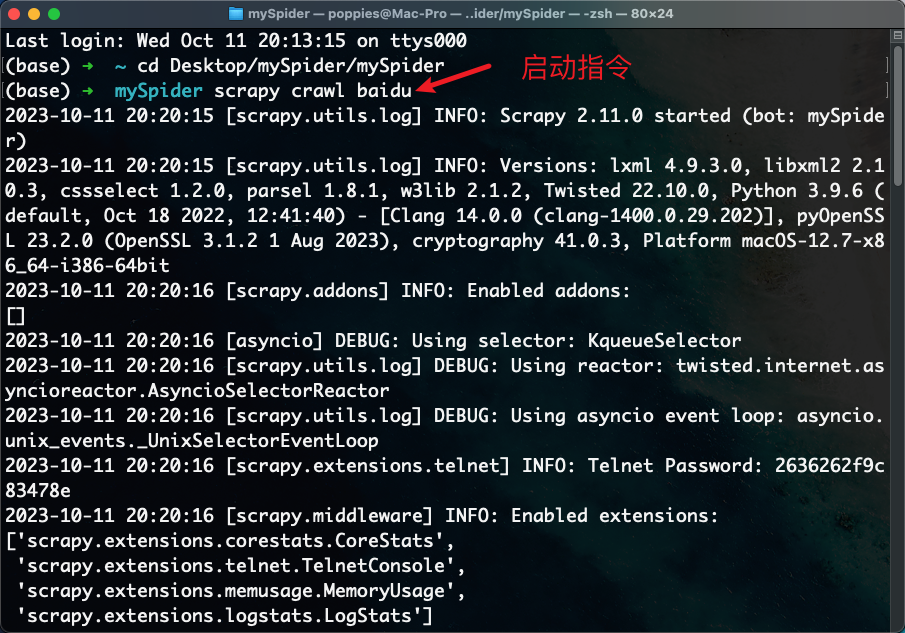 mySpider — poppies@Mac-Pro — ..ider/mySpider — -zsh — 80×24
Last login: Wed Oct 11 20:13:15 on ttys000
(base) ➜  ~ cd Desktop/mySpider/mySpider
启动指令
(base) ➜  mySpider scrapy crawl baidu
2023-10-11 20:20:15 [scrapy.utils.log] INFO: Scrapy 2.11.0 started (bot: mySpide
r)
2023-10-11 20:20:15 [scrapy.utils.log] INFO: Versions: lxml 4.9.3.0, libxml2 2.1
0.3, cssselect 1.2.0, parsel 1.8.1, w3lib 2.1.2, Twisted 22.10.0, Python 3.9.6 (
default, Oct 18 2022, 12:41:40) - [Clang 14.0.0 (clang-1400.0.29.202)], pyOpenSS
L 23.2.0 (OpenSSL 3.1.2 1 Aug 2023), cryptography 41.0.3, Platform macOS-12.7-x8
6_64-i386-64bit
2023-10-11 20:20:16 [scrapy.addons] INFO: Enabled addons:
[]
2023-10-11 20:20:16 [asyncio] DEBUG: Using selector: KqueueSelector
2023-10-11 20:20:16 [scrapy.utils.log] DEBUG: Using reactor: twisted.internet.as
yncioreactor.AsyncioSelectorReactor
2023-10-11 20:20:16 [scrapy.utils.log] DEBUG: Using asyncio event loop: asyncio.
unix_events._UnixSelectorEventLoop
2023-10-11 20:20:16 [scrapy.extensions.telnet] INFO: Telnet Password: 2636262f9c
83478e
2023-10-11 20:20:16 [scrapy.middleware] INFO: Enabled extensions:
['scrapy.extensions.corestats.CoreStats',
 'scrapy.extensions.telnet.TelnetConsole',
 'scrapy.extensions.memusage.MemoryUsage',
 'scrapy.extensions.logstats.LogStats']